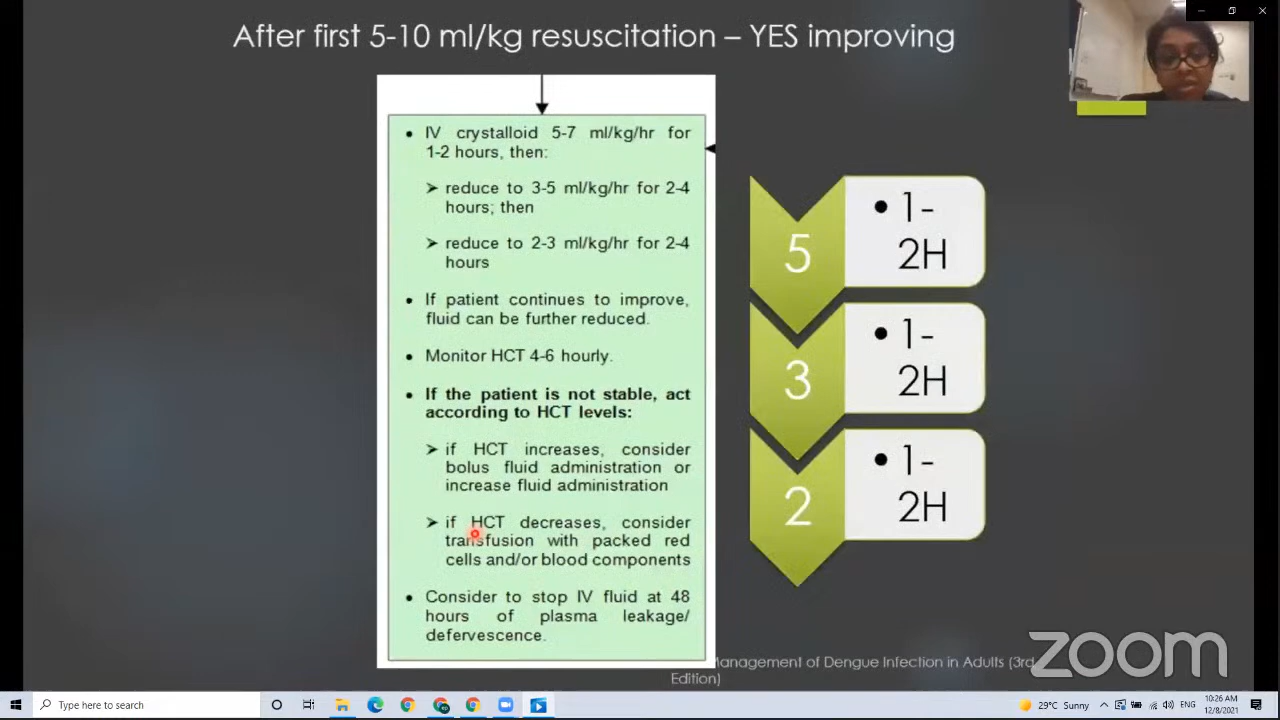 After first 5-10 ml/kg resuscitation – YES improving
• IV crystalloid 5-7 ml/kg/hr for
1-2 hours, then:
➢ reduce to 3-5 ml/kg/hr for 2-4
hours; then
➢ reduce to 2-3 ml/kg/hr for 2-4
hours
• If patient continues to improve,
fluid can be further reduced.
• Monitor HCT 4-6 hourly.
• If the patient is not stable, act
according to HCT levels:
➢ if HCT increases, consider
bolus fluid administration or
increase fluid administration
➢ if HCT decreases, consider
transfusion with packed red
cells and/or blood components
• Consider to stop IV fluid at 48
hours of plasma leakage/
defervescence.
5
• 1-
2H
3
• 1-
2H
2
• 1-
2H
Management of Dengue Infection in Adults (3rd
Edition)
zoom
Type here to search
29°C Sunny
ENG
10:26 AM
12/8/2021